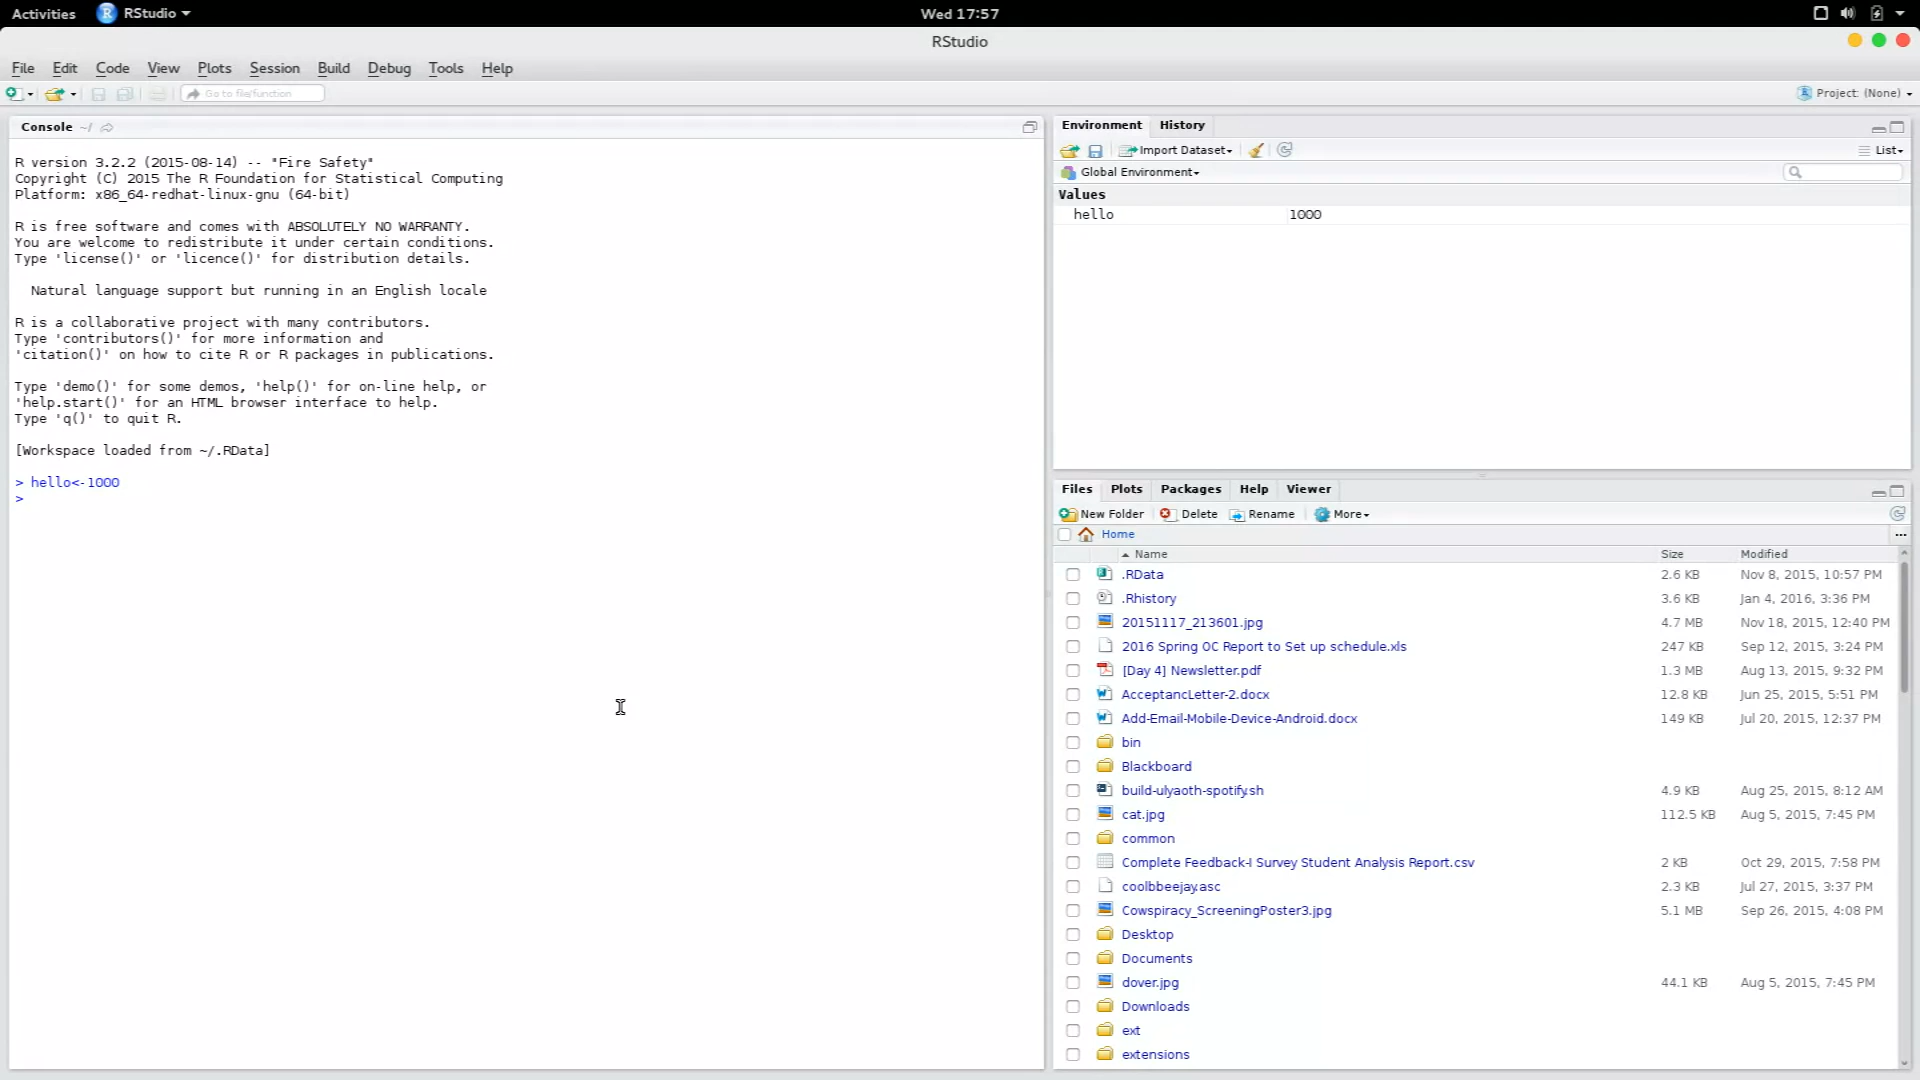 Activities RStudio Wed 17:57
RStudio
File Edit Code View Plots Session Build Debug Tools Help
Go to file/function Project: (None)
Console ~/
R version 3.2.2 (2015-08-14) -- "Fire Safety"
Copyright (C) 2015 The R Foundation for Statistical Computing
Platform: x86_64-redhat-linux-gnu (64-bit)
R is free software and comes with ABSOLUTELY NO WARRANTY.
You are welcome to redistribute it under certain conditions.
Type 'license()' or 'licence()' for distribution details.
Natural language support but running in an English locale
R is a collaborative project with many contributors.
Type 'contributors()' for more information and
'citation()' on how to cite R or R packages in publications.
Type 'demo()' for some demos, 'help()' for on-line help, or
'help.start()' for an HTML browser interface to help.
Type 'q()' to quit R.
[Workspace loaded from ~/.RData]
> hello<-1000
>
Environment History
Import Dataset List
Global Environment
Values
hello 1000
Files Plots Packages Help Viewer
New Folder Delete Rename More
Home ...
Name Size Modified
.RData 2.6 KB Nov 8, 2015, 10:57 PM
.Rhistory 3.6 KB Jan 4, 2016, 3:36 PM
20151117_213601.jpg 4.7 MB Nov 18, 2015, 12:40 PM
2016 Spring OC Report to Set up schedule.xls 247 KB Sep 12, 2015, 3:24 PM
[Day 4] Newsletter.pdf 1.3 MB Aug 13, 2015, 9:32 PM
AcceptancLetter-2.docx 12.8 KB Jun 25, 2015, 5:51 PM
Add-Email-Mobile-Device-Android.docx 149 KB Jul 20, 2015, 12:37 PM
bin
Blackboard
build-ulyaoth-spotify.sh 4.9 KB Aug 25, 2015, 8:12 AM
cat.jpg 112.5 KB Aug 5, 2015, 7:45 PM
common
Complete Feedback-I Survey Student Analysis Report.csv 2 KB Oct 29, 2015, 7:58 PM
coolbbeejay.asc 2.3 KB Jul 27, 2015, 3:37 PM
Cowspiracy_ScreeningPoster3.jpg 5.1 MB Sep 26, 2015, 4:08 PM
Desktop
Documents
dover.jpg 44.1 KB Aug 5, 2015, 7:45 PM
Downloads
ext
extensions